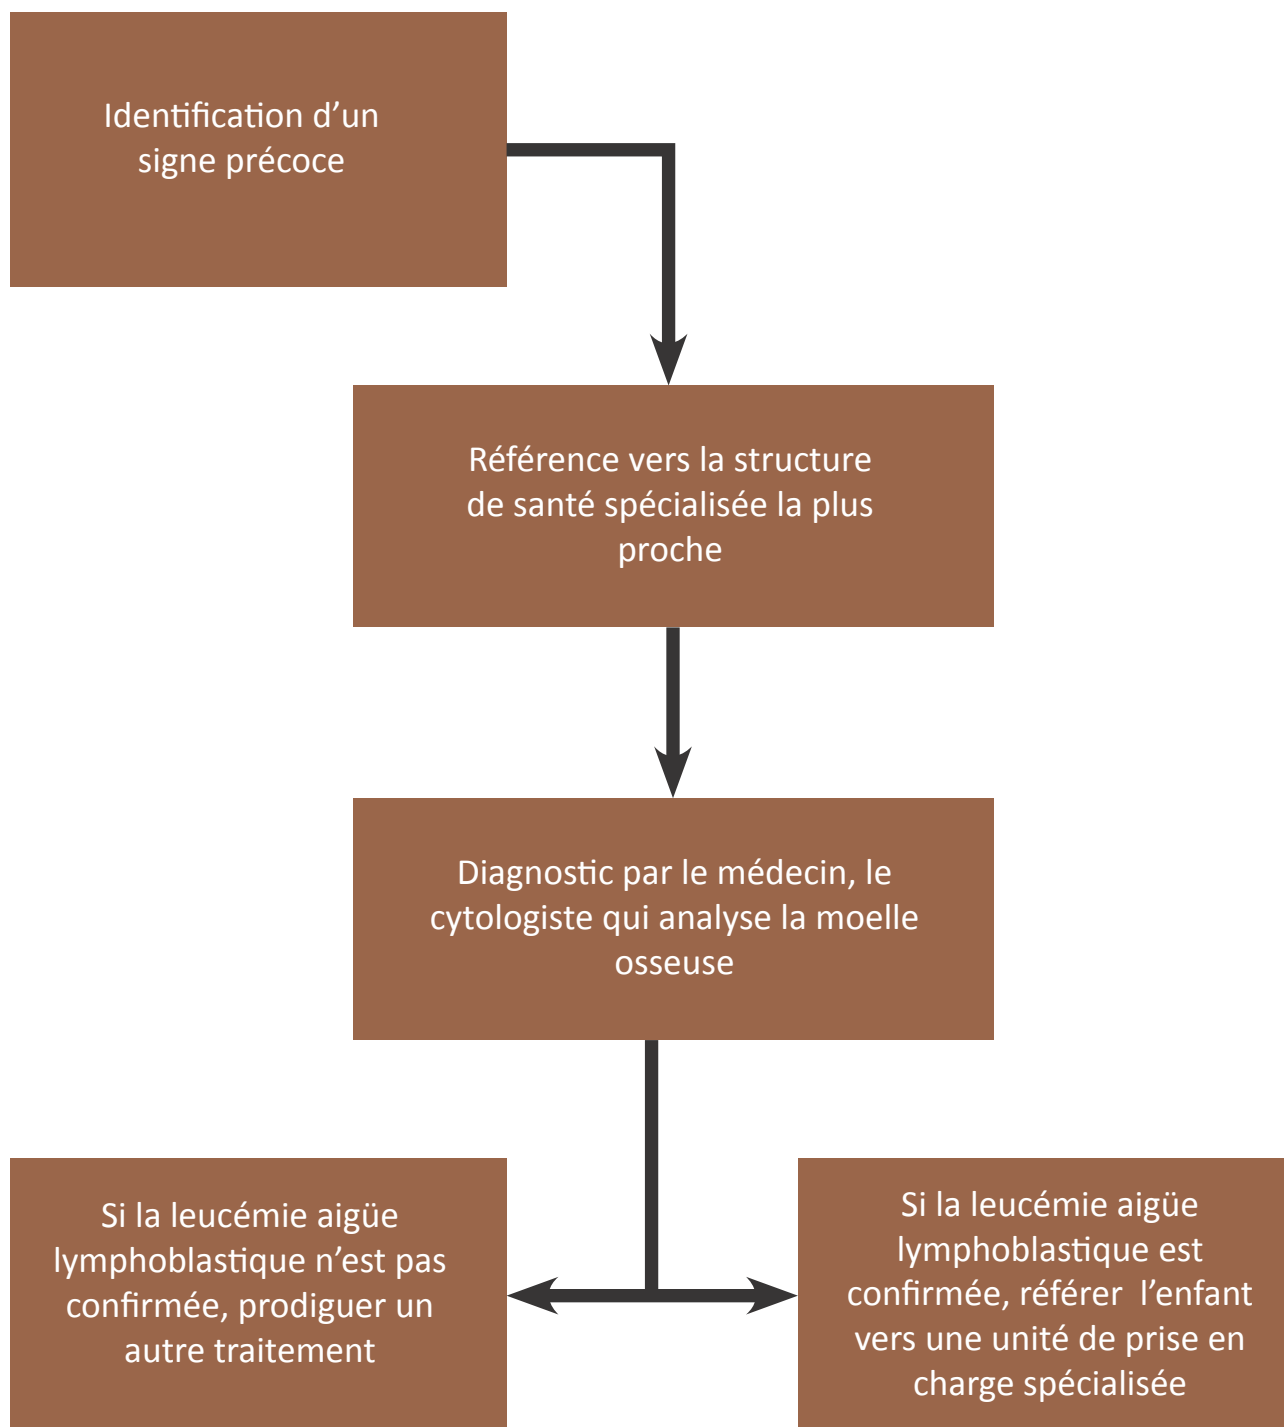 Identification d’un
signe précoce
Référence vers la structure
de santé spécialisée la plus
proche
Diagnostic par le médecin, le
cytologiste qui analyse la moelle
osseuse
Si la leucémie aigüe
lymphoblastique n’est pas
confirmée, prodiguer un
autre traitement
Si la leucémie aigüe
lymphoblastique est
confirmée, référer  l’enfant
vers une unité de prise en
charge spécialisée